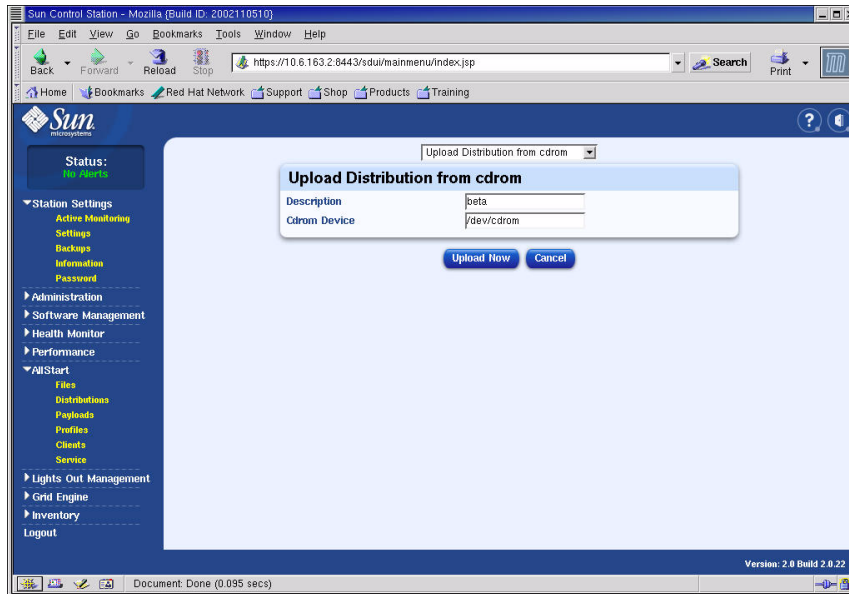 Sun Control Station - Mozilla {Build ID: 2002110510}
File Edit View Go Bookmarks Tools Window Help
Back Forward Reload Stop https://10.6.163.2:8443/sdui/mainmenu/index.jsp Search Print
Home Bookmarks Red Hat Network Support Shop Products Training
Sun
microsystems
?
Status:
No Alerts
Upload Distribution from cdrom
Upload Distribution from cdrom
Description beta
Cdrom Device /dev/cdrom
Upload Now Cancel
Station Settings
Active Monitoring
Settings
Backups
Information
Password
Administration
Software Management
Health Monitor
Performance
AllStart
Files
Distributions
Payloads
Profiles
Clients
Service
Lights Out Management
Grid Engine
Inventory
Logout
Version: 2.0 Build 2.0.22
Document: Done (0.095 secs)